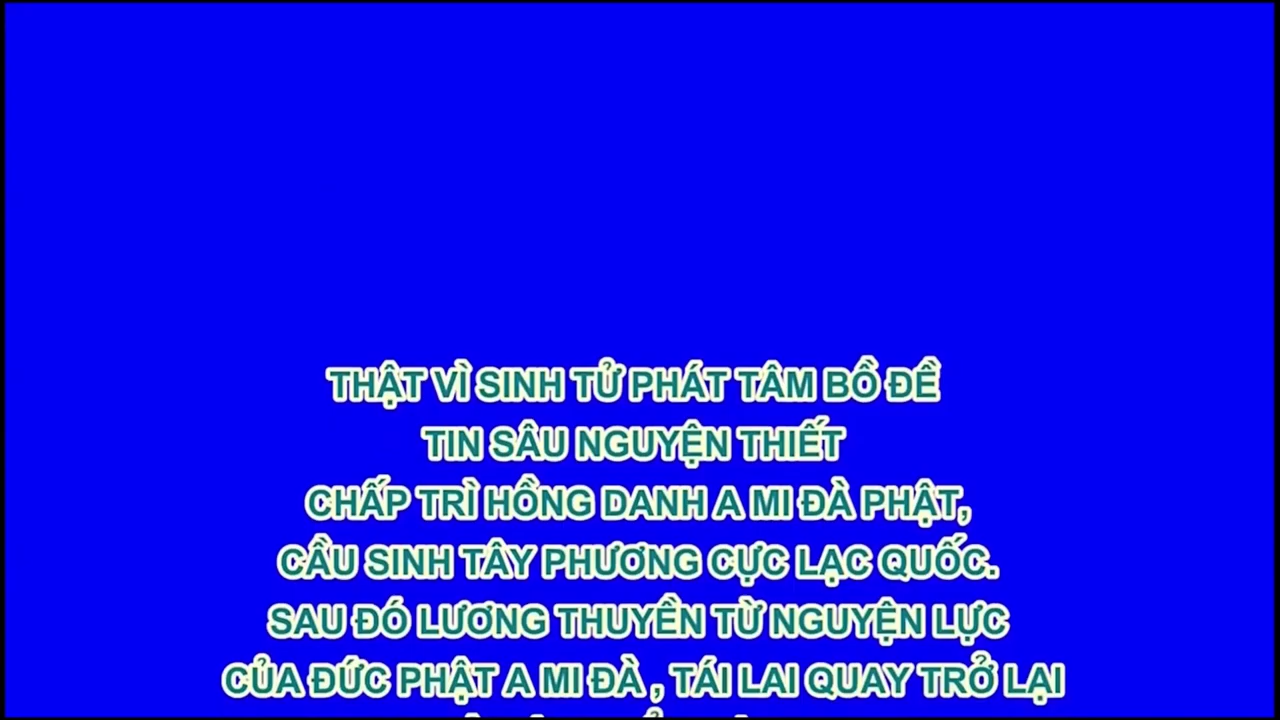 THẬT VÌ SINH TỬ PHÁT TÂM BỒ ĐỀ
TIN SÂU NGUYỆN THIẾT
CHẤP TRÌ HỒNG DANH A MI ĐÀ PHẬT,
CẦU SINH TÂY PHƯƠNG CỰC LẠC QUỐC.
SAU ĐÓ LƯƠNG THUYỀN TỪ NGUYỆN LỰC
CỦA ĐỨC PHẬT A MI ĐÀ , TÁI LAI QUAY TRỞ LẠI